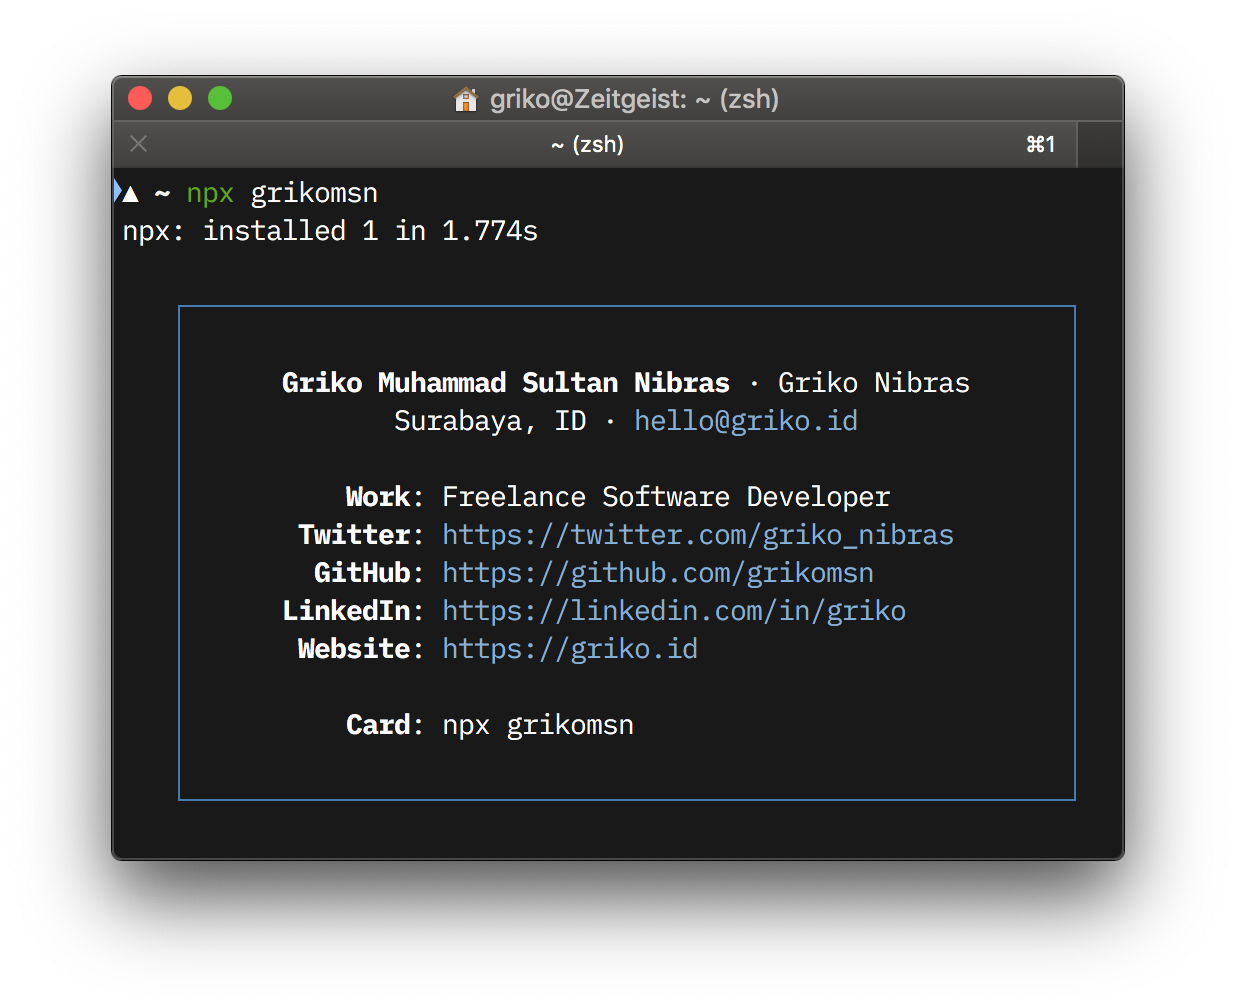 griko@Zeitgeist: ~ (zsh)
~ (zsh) ⌘1
▲ ~ npx grikomsn
npx: installed 1 in 1.774s
Griko Muhammad Sultan Nibras · Griko Nibras
Surabaya, ID · hello@griko.id
Work: Freelance Software Developer
Twitter: https://twitter.com/griko_nibras
GitHub: https://github.com/grikomsn
LinkedIn: https://linkedin.com/in/griko
Website: https://griko.id
Card: npx grikomsn